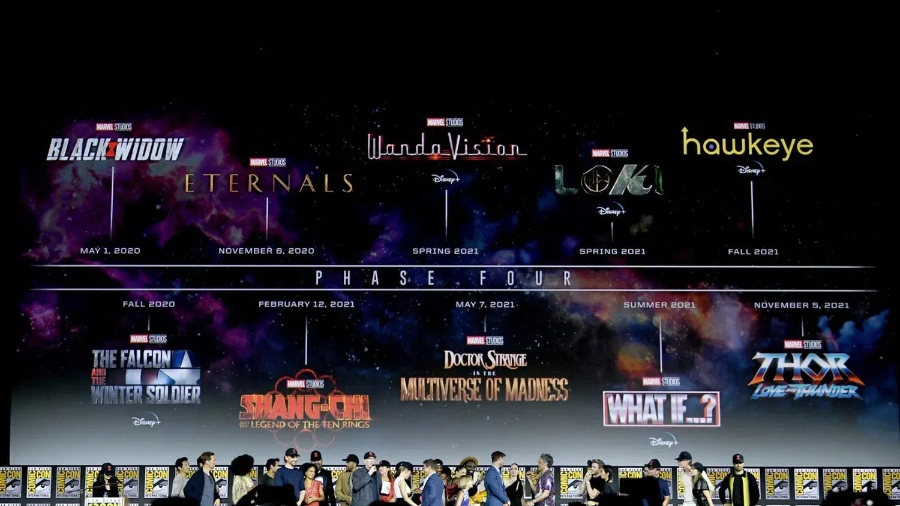 MARVEL STUDIOS
BLACK WIDOW
MAY 1, 2020
MARVEL STUDIOS
ETERNALS
NOVEMBER 6, 2020
MARVEL STUDIOS
WandaVision
Disney+
SPRING 2021
MARVEL STUDIOS
LOKI
Disney+
SPRING 2021
MARVEL STUDIOS
hawkeye
Disney+
FALL 2021
PHASE FOUR
FALL 2020
MARVEL STUDIOS
THE FALCON
AND THE
WINTER SOLDIER
Disney+
FEBRUARY 12, 2021
MARVEL STUDIOS
SHANG-CHI
AND THE LEGEND OF THE TEN RINGS
MAY 7, 2021
MARVEL STUDIOS
DOCTOR STRANGE
IN THE
MULTIVERSE OF MADNESS
SUMMER 2021
MARVEL STUDIOS
WHAT IF...?
Disney+
NOVEMBER 5, 2021
MARVEL STUDIOS
THOR
LOVE AND THUNDER
COMIC CON
INTERNATIONAL